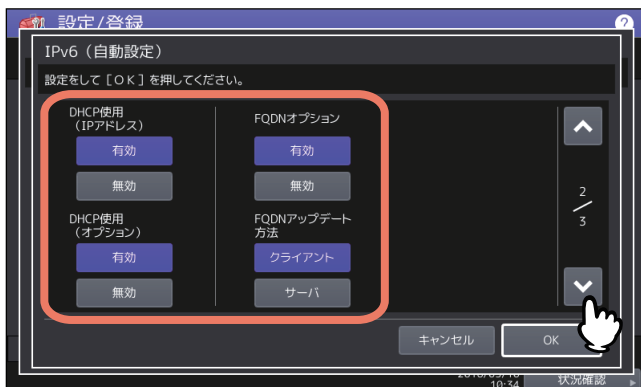 設定/登録
?
IPv6（自動設定）
設定をして［ＯＫ］を押してください。
DHCP使用
（IPアドレス）
有効
無効
DHCP使用
（オプション）
有効
無効
FQDNオプション
有効
無効
FQDNアップデート
方法
クライアント
サーバ
2
3
キャンセル
OK
10:34
状況確認